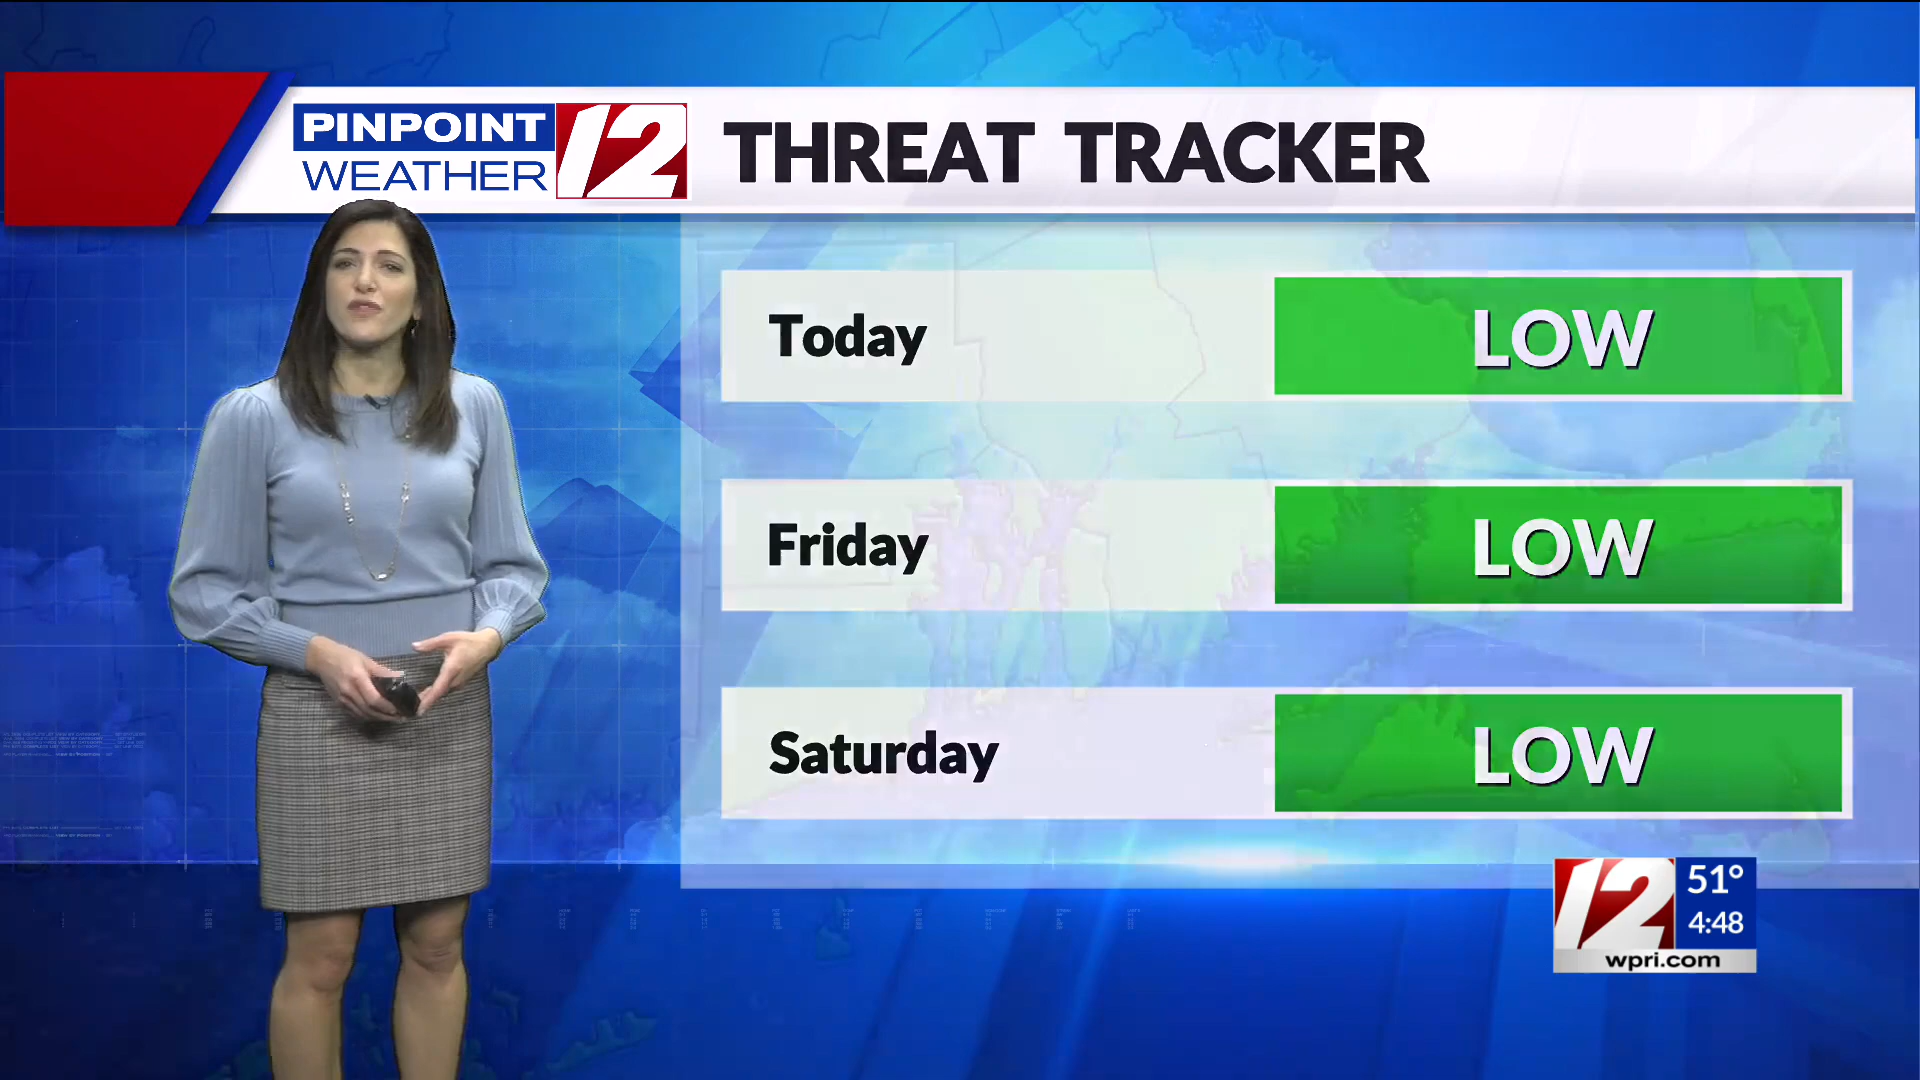 PINPOINT
WEATHER
12
THREAT TRACKER
Today
LOW
Friday
LOW
Saturday
LOW
12
51°
4:48
wpri.com